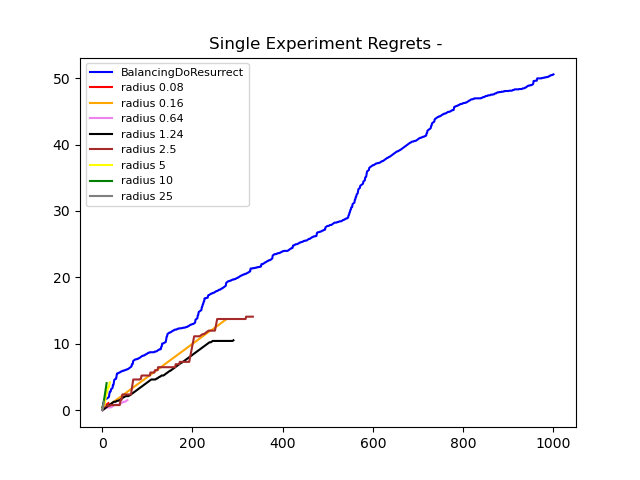 Single Experiment Regrets -
BalancingDoResurrect
radius 0.08
radius 0.16
radius 0.64
radius 1.24
radius 2.5
radius 5
radius 10
radius 25
50
40
30
20
10
0
0 200 400 600 800 1000